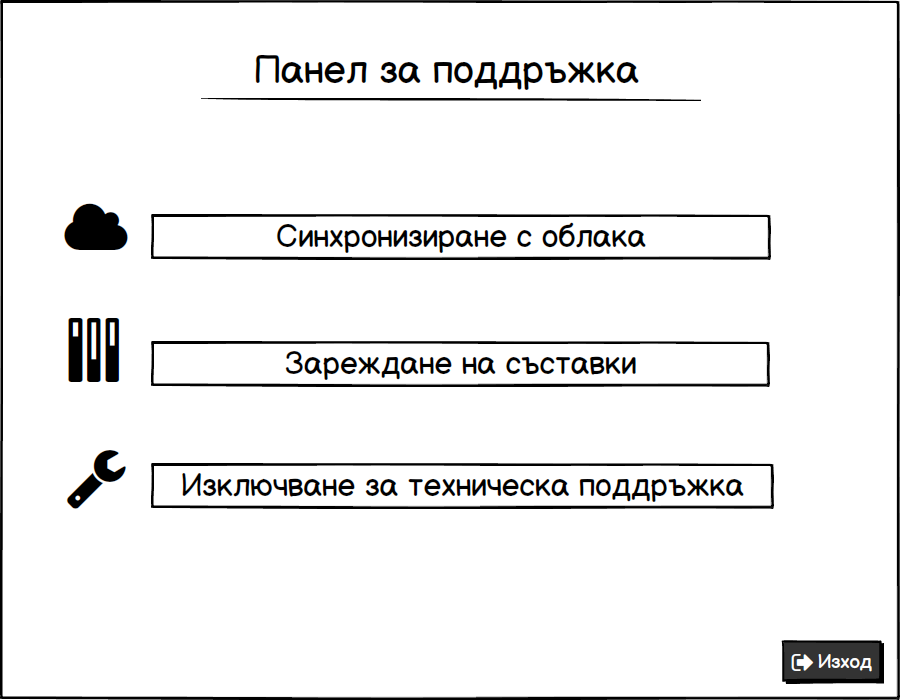 Панел за поддръжка
Синхронизиране с облака
Зареждане на съставки
Изключване за техническа поддръжка
Изход